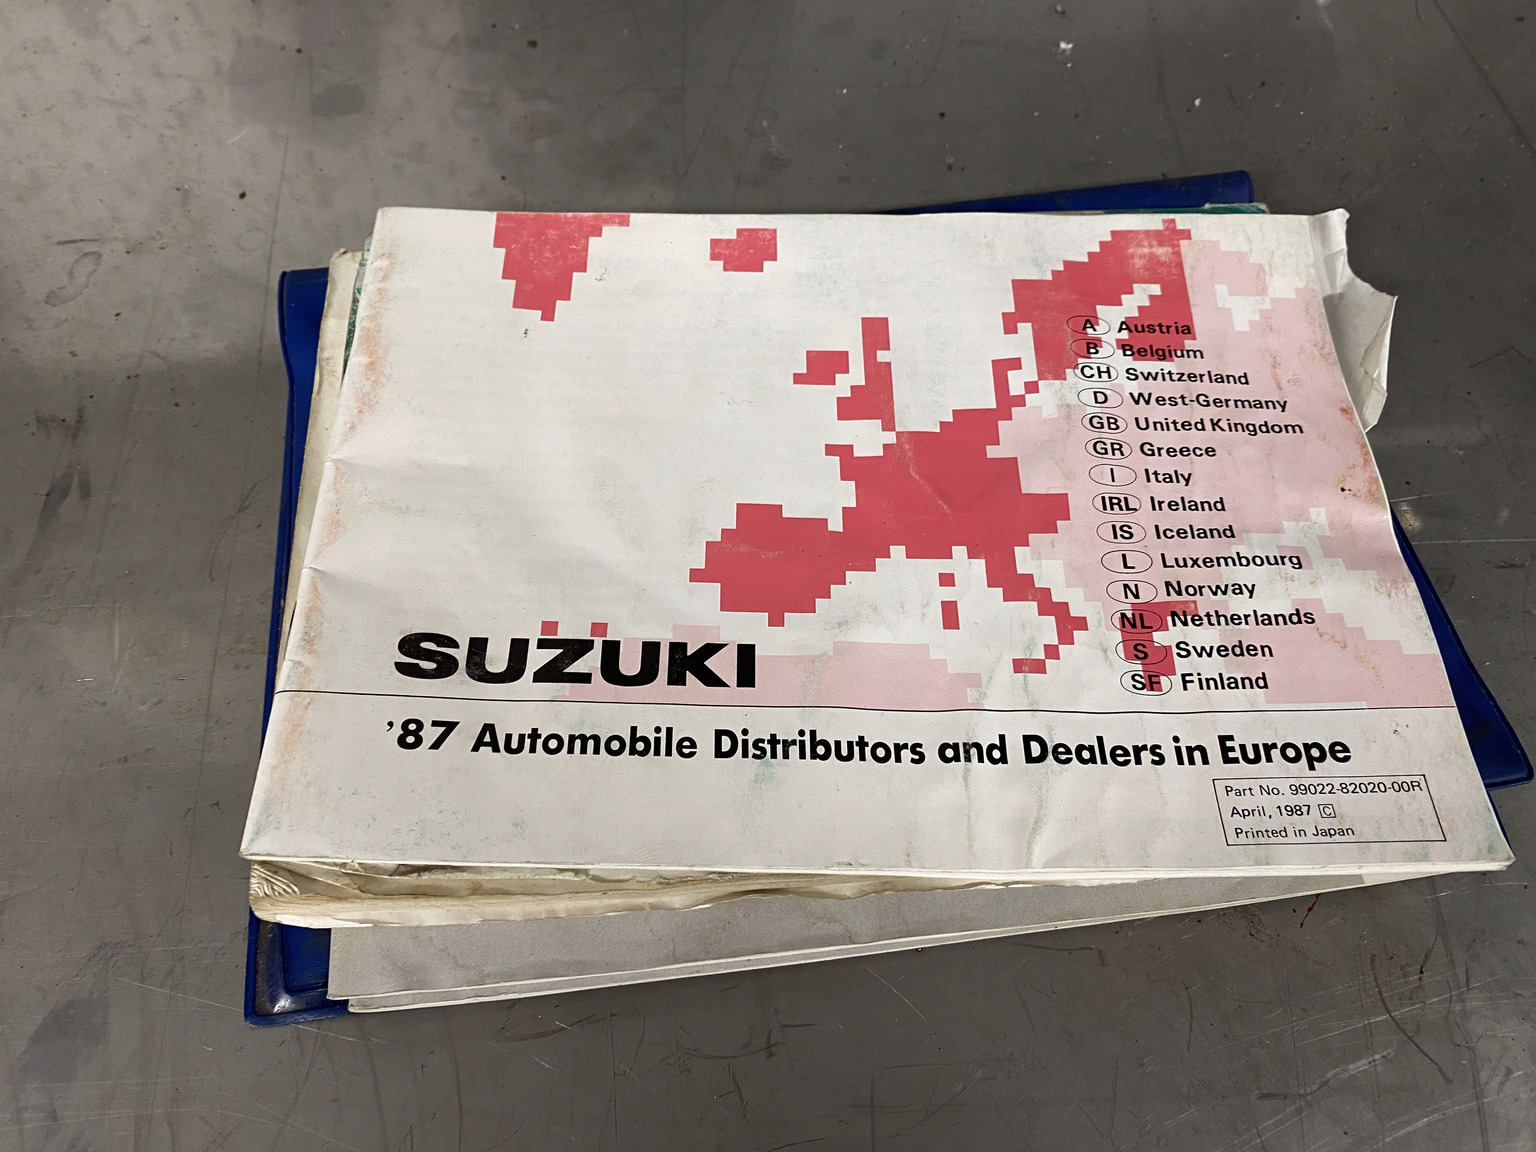 A Austria
B Belgium
CH Switzerland
D West-Germany
GB United Kingdom
GR Greece
I Italy
IRL Ireland
IS Iceland
L Luxembourg
N Norway
NL Netherlands
S Sweden
SF Finland
SUZUKI
'87 Automobile Distributors and Dealers in Europe
Part No. 99022-82020-00R
April, 1987 C
Printed in Japan